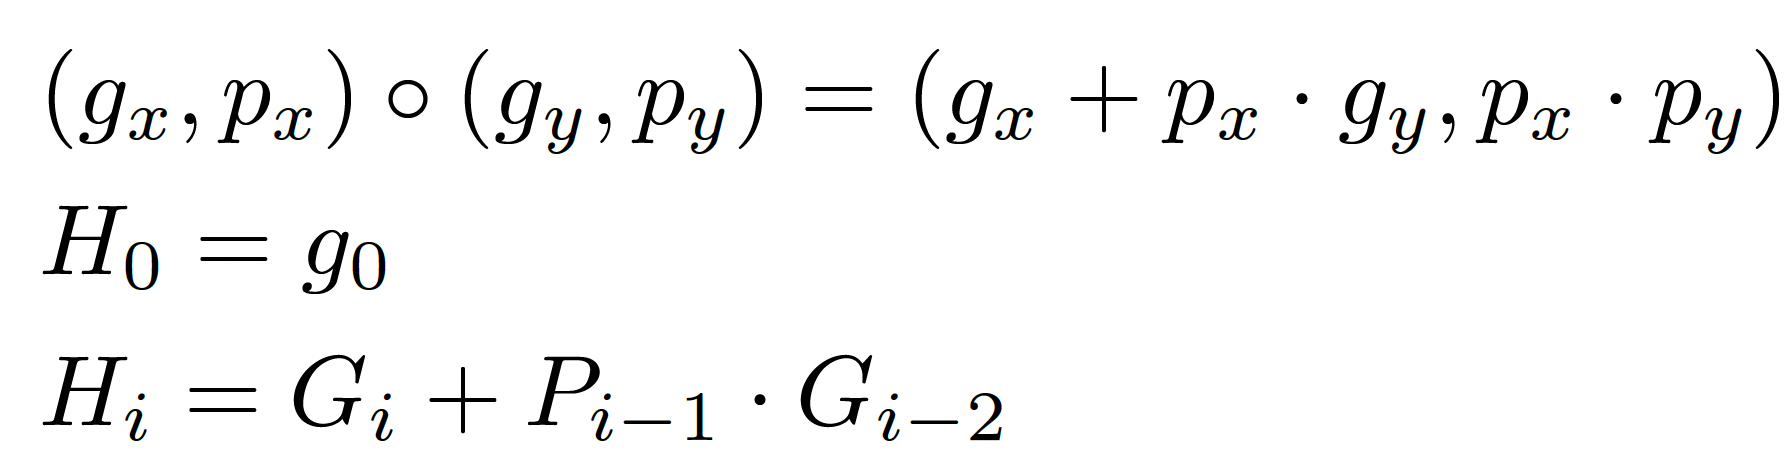 (g_x, p_x) ∘ (g_y, p_y) = (g_x + p_x · g_y, p_x · p_y)
H_0 = g_0
H_i = G_i + P_{i−1} · G_{i−2}